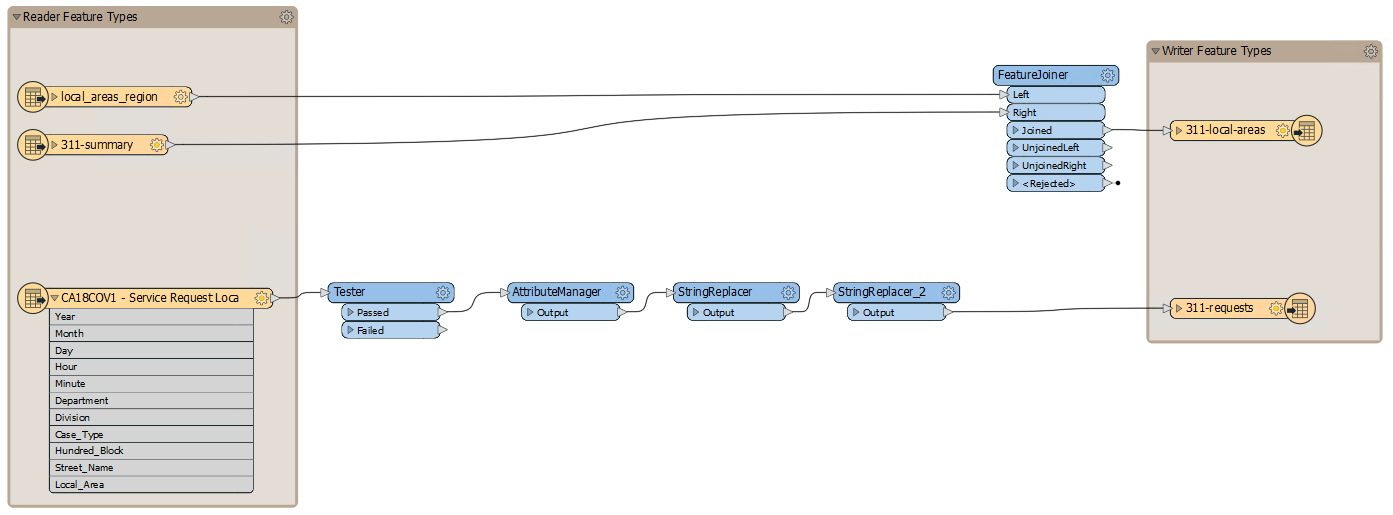 Reader Feature Types
local_areas_region
311-summary
CA18COV1 - Service Request Loca
Year
Month
Day
Hour
Minute
Department
Division
Case_Type
Hundred_Block
Street_Name
Local_Area
Tester
Passed
Failed
AttributeManager
Output
StringReplacer
Output
StringReplacer_2
Output
FeatureJoiner
Left
Right
Joined
UnjoinedLeft
UnjoinedRight
<Rejected>
Writer Feature Types
311-local-areas
311-requests